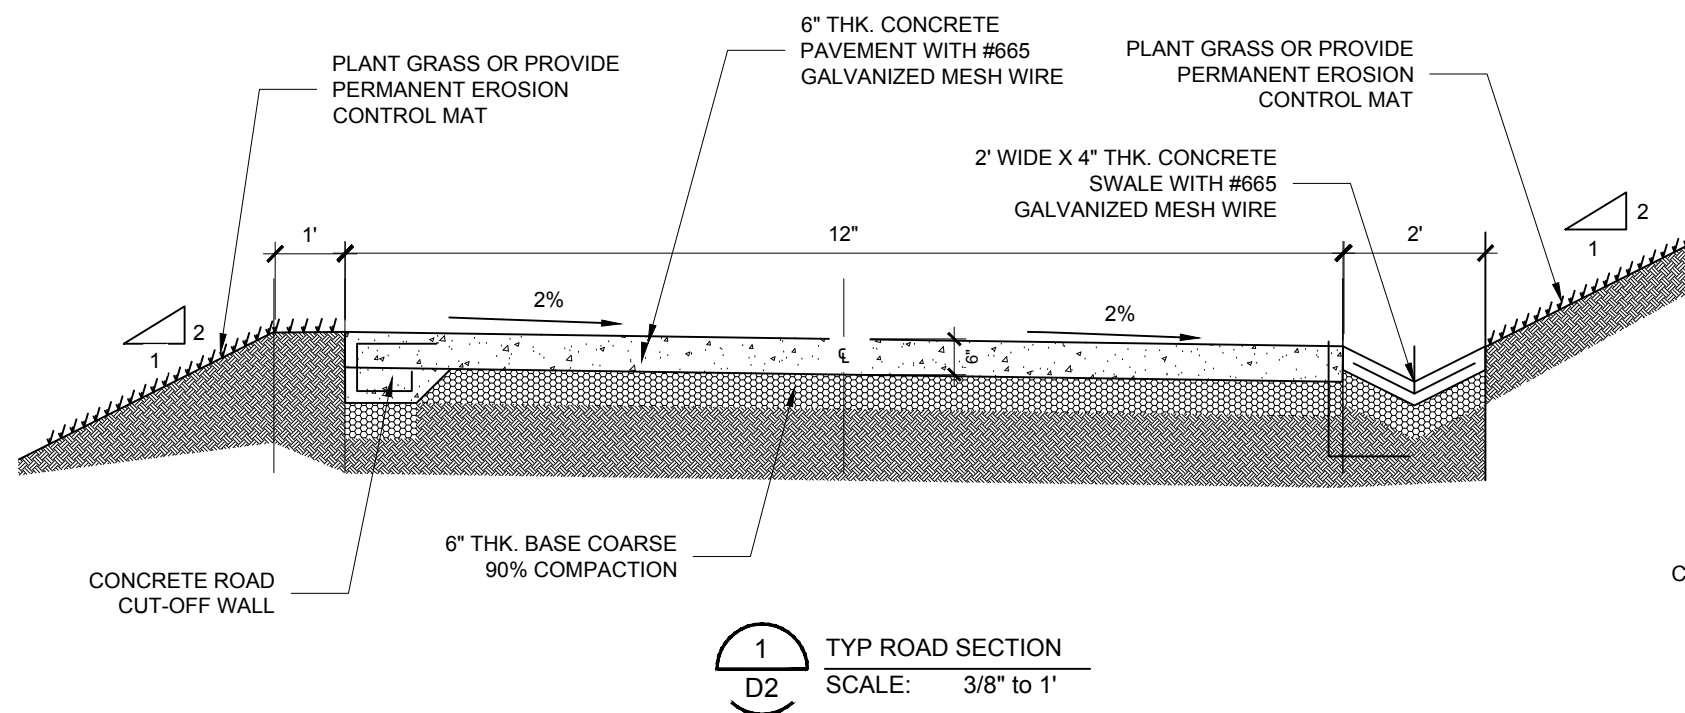 6" THK. CONCRETE
PAVEMENT WITH #665
GALVANIZED MESH WIRE
PLANT GRASS OR PROVIDE
PERMANENT EROSION
CONTROL MAT
PLANT GRASS OR PROVIDE
PERMANENT EROSION
CONTROL MAT
2' WIDE X 4" THK. CONCRETE
SWALE WITH #665
GALVANIZED MESH WIRE
1'
12"
2'
2
1
2%
2%
2
1
℄
6"
6" THK. BASE COARSE
90% COMPACTION
CONCRETE ROAD
CUT-OFF WALL
C
1
D2
TYP ROAD SECTION
SCALE: 3/8" to 1'